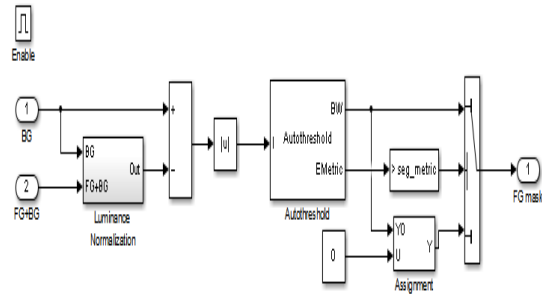 Enable
1
BG
2
FG+BG
BG
FG+BG
Out
Luminance
Normalization
+
−
|u|
I
Autothreshold
BW
EMetric
Autothreshold
> seg_metric
0
Y0
U
Y
Assignment
1
FG mask